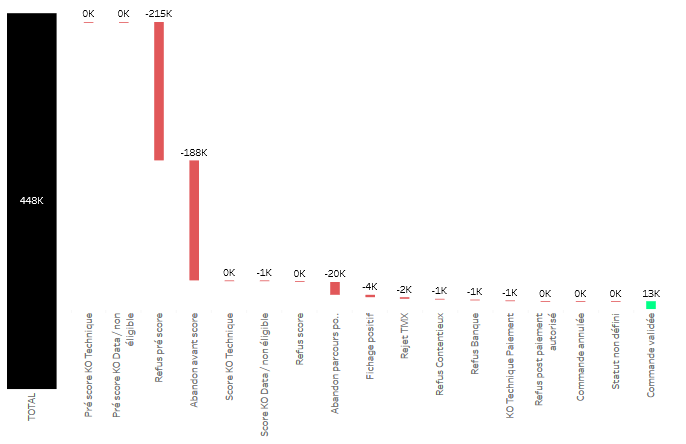 0K
0K
-215K
-188K
0K
-1K
0K
-20K
-4K
-2K
-1K
-1K
-1K
0K
0K
0K
13K
448K
TOTAL
Pré score KO Technique
Pré score KO Data / non
éligible
Refus pré score
Abandon avant score
Score KO Technique
Score KO Data / non éligible
Refus score
Abandon parcours po..
Fichage positif
Rejet TMX
Refus Contentieux
Refus Banque
KO Technique Paiement
Refus post paiement
autorisé
Commande annulée
Statut non défini
Commande validée